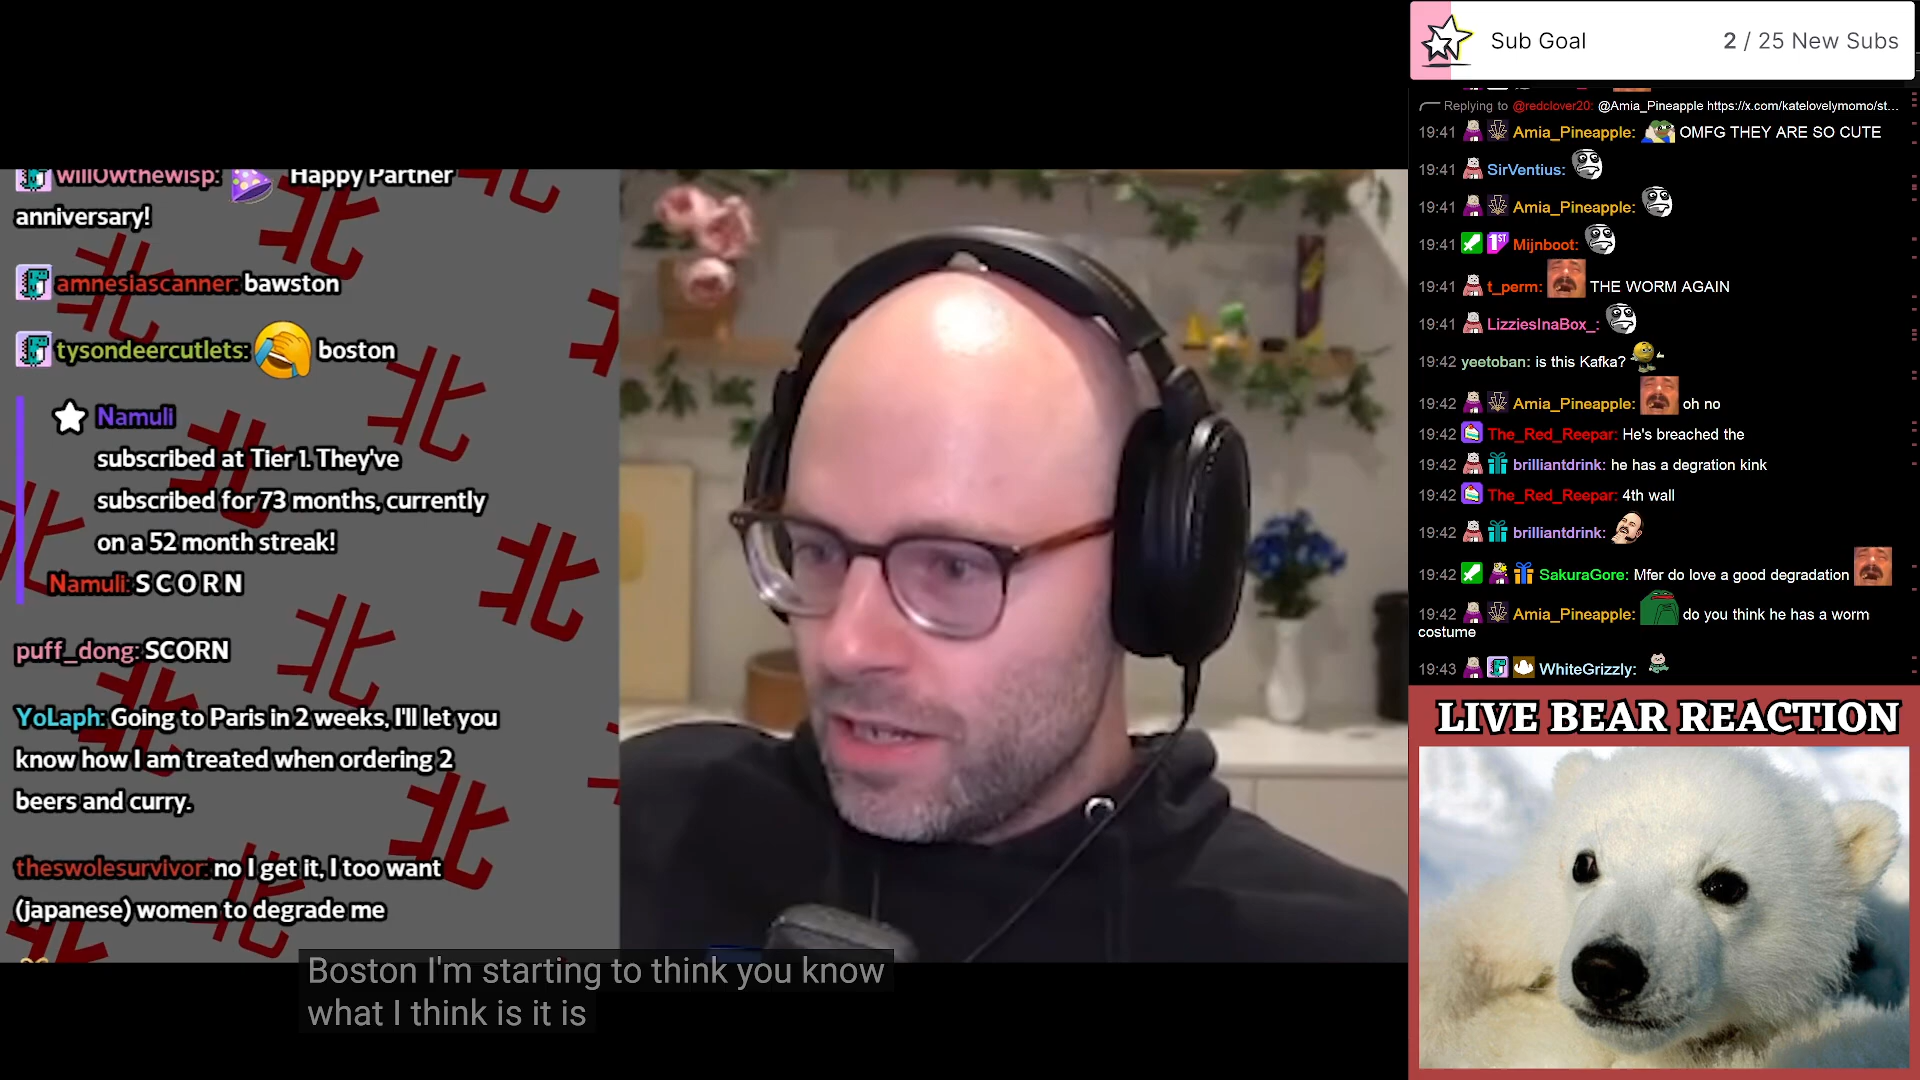 willOwthewisp: Happy Partner
anniversary!
amnesiascanner: bawston
tysondeercutlets: boston
Namuli
subscribed at Tier 1. They've
subscribed for 73 months, currently
on a 52 month streak!
Namuli: S C O R N
puff_dong: SCORN
YoLaph: Going to Paris in 2 weeks, I'll let you
know how I am treated when ordering 2
beers and curry.
theswolesurvivor: no I get it, I too want
(japanese) women to degrade me
北
Boston I'm starting to think you know
what I think is it is
Sub Goal
2 / 25 New Subs
Replying to @redclover20: @Amia_Pineapple https://x.com/katelovelymomo/st...
19:41 Amia_Pineapple: OMFG THEY ARE SO CUTE
19:41 SirVentius:
19:41 Amia_Pineapple:
19:41 1ST Mijnboot:
19:41 t_perm: THE WORM AGAIN
19:41 LizziesInaBox_:
19:42 yeetoban: is this Kafka?
19:42 Amia_Pineapple: oh no
19:42 The_Red_Reepar: He's breached the
19:42 brilliantdrink: he has a degration kink
19:42 The_Red_Reepar: 4th wall
19:42 brilliantdrink:
19:42 SakuraGore: Mfer do love a good degradation
19:42 Amia_Pineapple: do you think he has a worm
costume
19:43 WhiteGrizzly:
LIVE BEAR REACTION